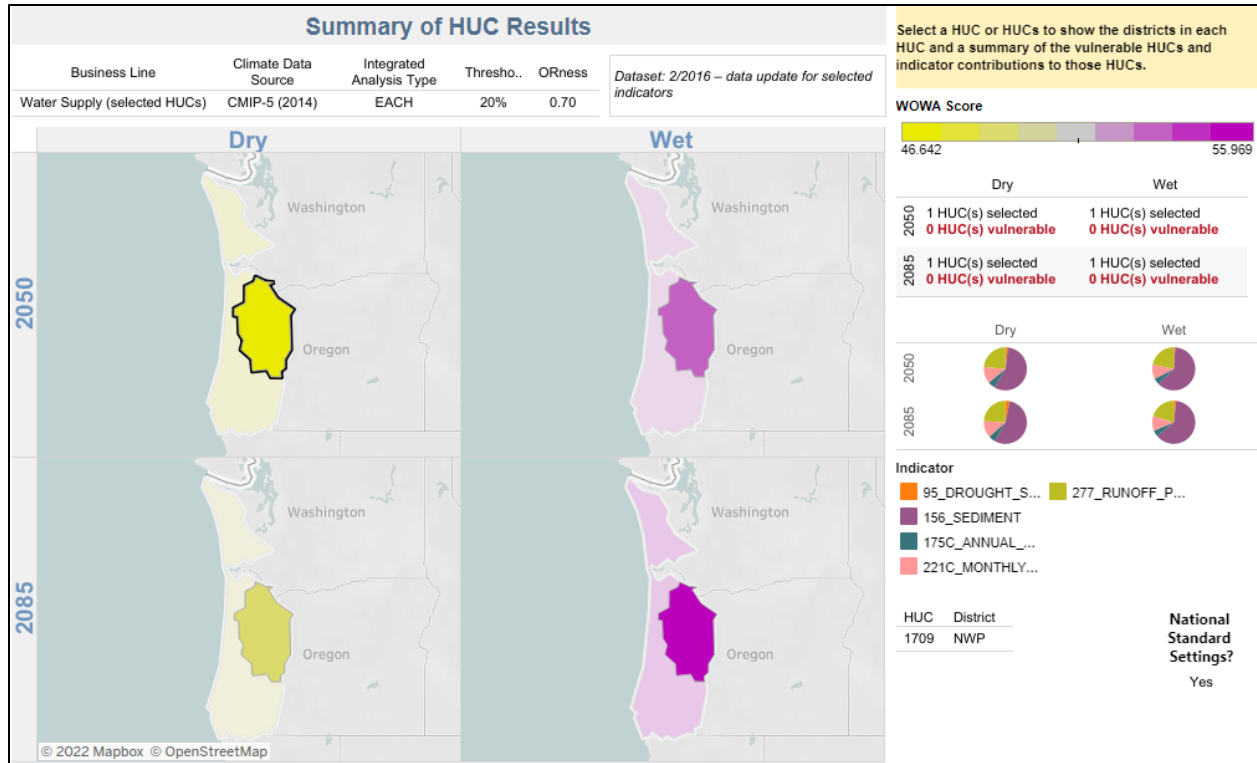 Summary of HUC Results
Business Line
Climate Data
Source
Integrated
Analysis Type
Thresho..
ORness
Water Supply (selected HUCs)
CMIP-5 (2014)
EACH
20%
0.70
Dataset: 2/2016 – data update for selected
indicators
Dry
Wet
2050
Washington
Oregon
Washington
Oregon
2085
Washington
Oregon
Washington
Oregon
© 2022 Mapbox © OpenStreetMap
Select a HUC or HUCs to show the districts in each
HUC and a summary of the vulnerable HUCs and
indicator contributions to those HUCs.
WOWA Score
46.642
55.969
Dry
Wet
2050
1 HUC(s) selected
0 HUC(s) vulnerable
1 HUC(s) selected
0 HUC(s) vulnerable
2085
1 HUC(s) selected
0 HUC(s) vulnerable
1 HUC(s) selected
0 HUC(s) vulnerable
Dry
Wet
2050
2085
Indicator
95_DROUGHT_S...
277_RUNOFF_P...
156_SEDIMENT
175C_ANNUAL_...
221C_MONTHLY...
HUC
District
1709
NWP
National
Standard
Settings?
Yes